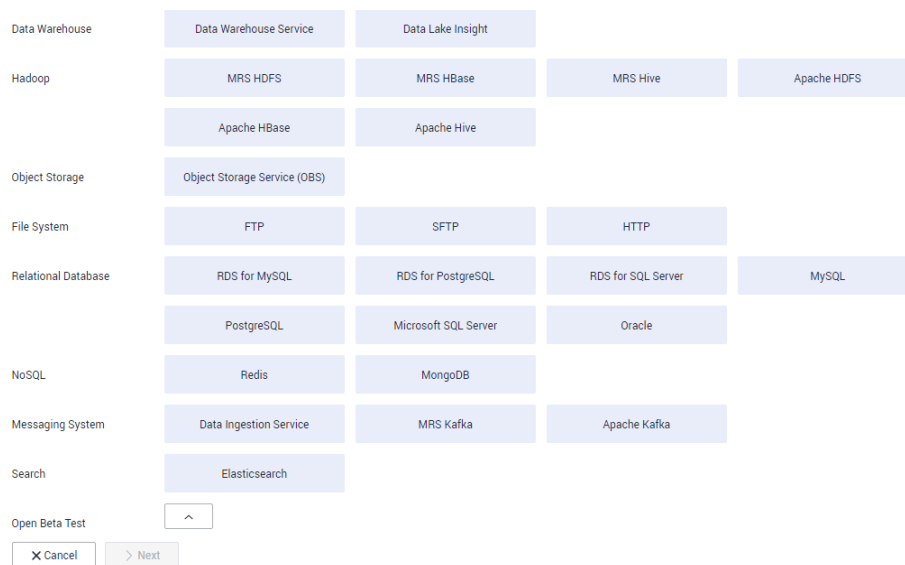 Data Warehouse Data Warehouse Service Data Lake Insight
Hadoop MRS HDFS MRS HBase MRS Hive Apache HDFS
Apache HBase Apache Hive
Object Storage Object Storage Service (OBS)
File System FTP SFTP HTTP
Relational Database RDS for MySQL RDS for PostgreSQL RDS for SQL Server MySQL
PostgreSQL Microsoft SQL Server Oracle
NoSQL Redis MongoDB
Messaging System Data Ingestion Service MRS Kafka Apache Kafka
Search Elasticsearch
Open Beta Test
Cancel Next